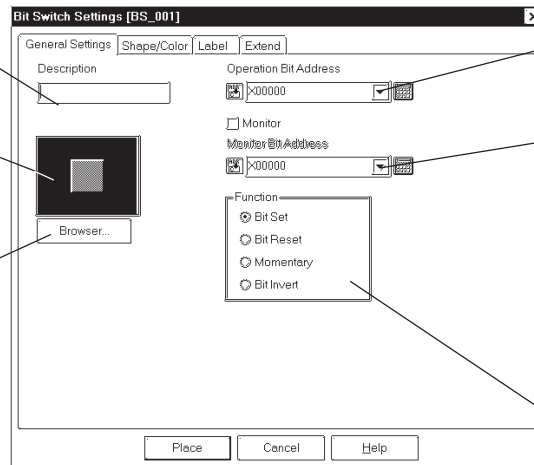 Bit Switch Settings [BS_001]
General Settings Shape/Color Label Extend
Description
Operation Bit Address
X00000
Monitor
Monitor Bit Address
X00000
Browser...
Function
Bit Set
Bit Reset
Momentary
Bit Invert
Place Cancel Help